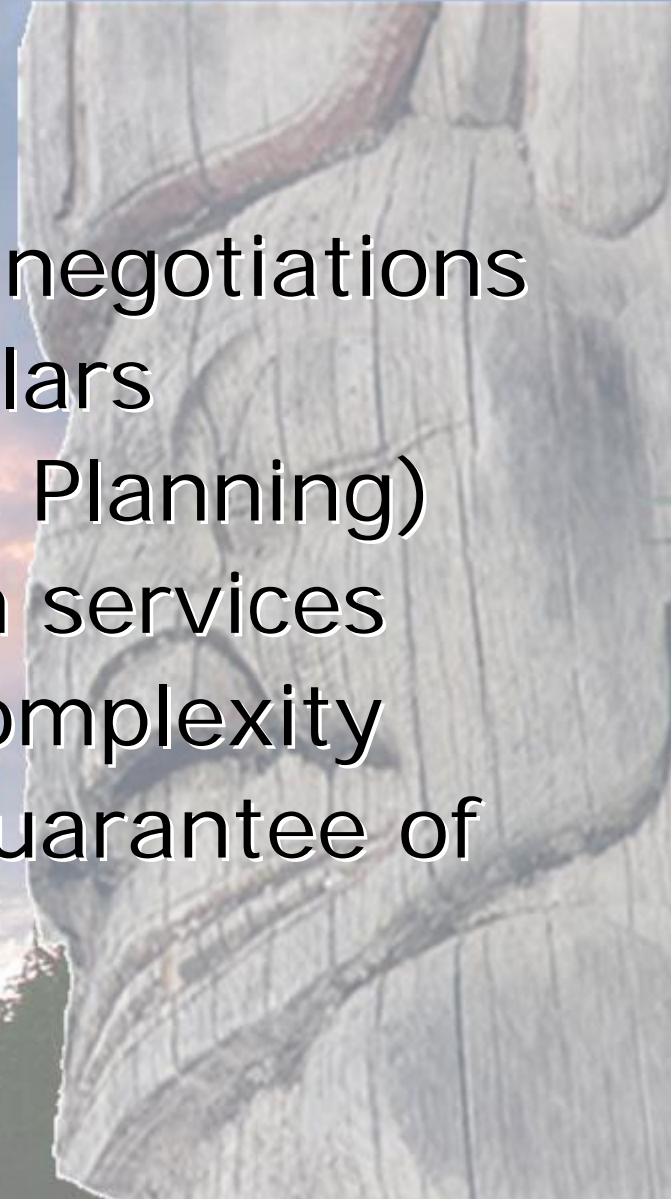 negotiations
lars
Planning)
services
omplexity
uarantee of